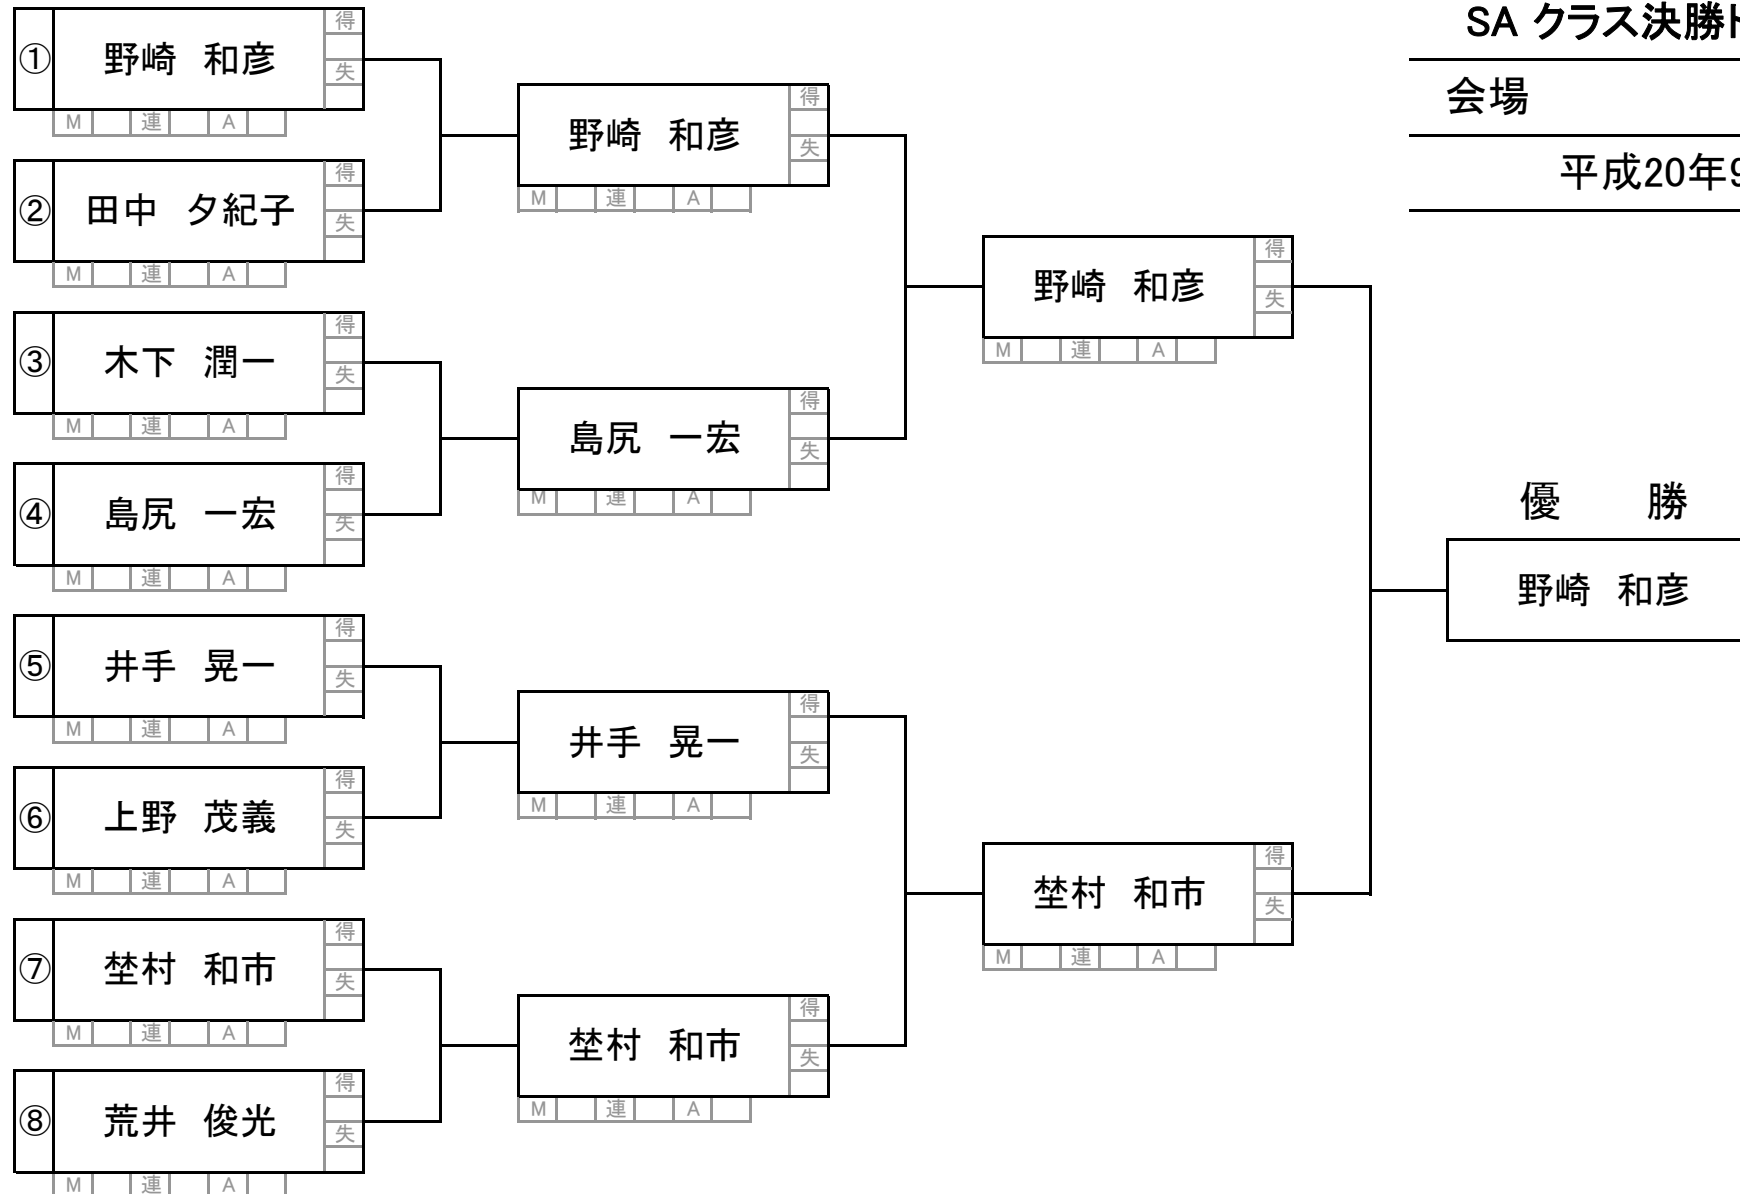 SA クラス決勝ト
会場
平成20年9
① 野崎 和彦 得 失
M 連 A
② 田中 夕紀子 得 失
M 連 A
③ 木下 潤一 得 失
M 連 A
④ 島尻 一宏 得 失
M 連 A
⑤ 井手 晃一 得 失
M 連 A
⑥ 上野 茂義 得 失
M 連 A
⑦ 埜村 和市 得 失
M 連 A
⑧ 荒井 俊光 得 失
M 連 A
野崎 和彦 得 失
M 連 A
島尻 一宏 得 失
M 連 A
井手 晃一 得 失
M 連 A
埜村 和市 得 失
M 連 A
野崎 和彦 得 失
M 連 A
埜村 和市 得 失
M 連 A
優 勝
野崎 和彦